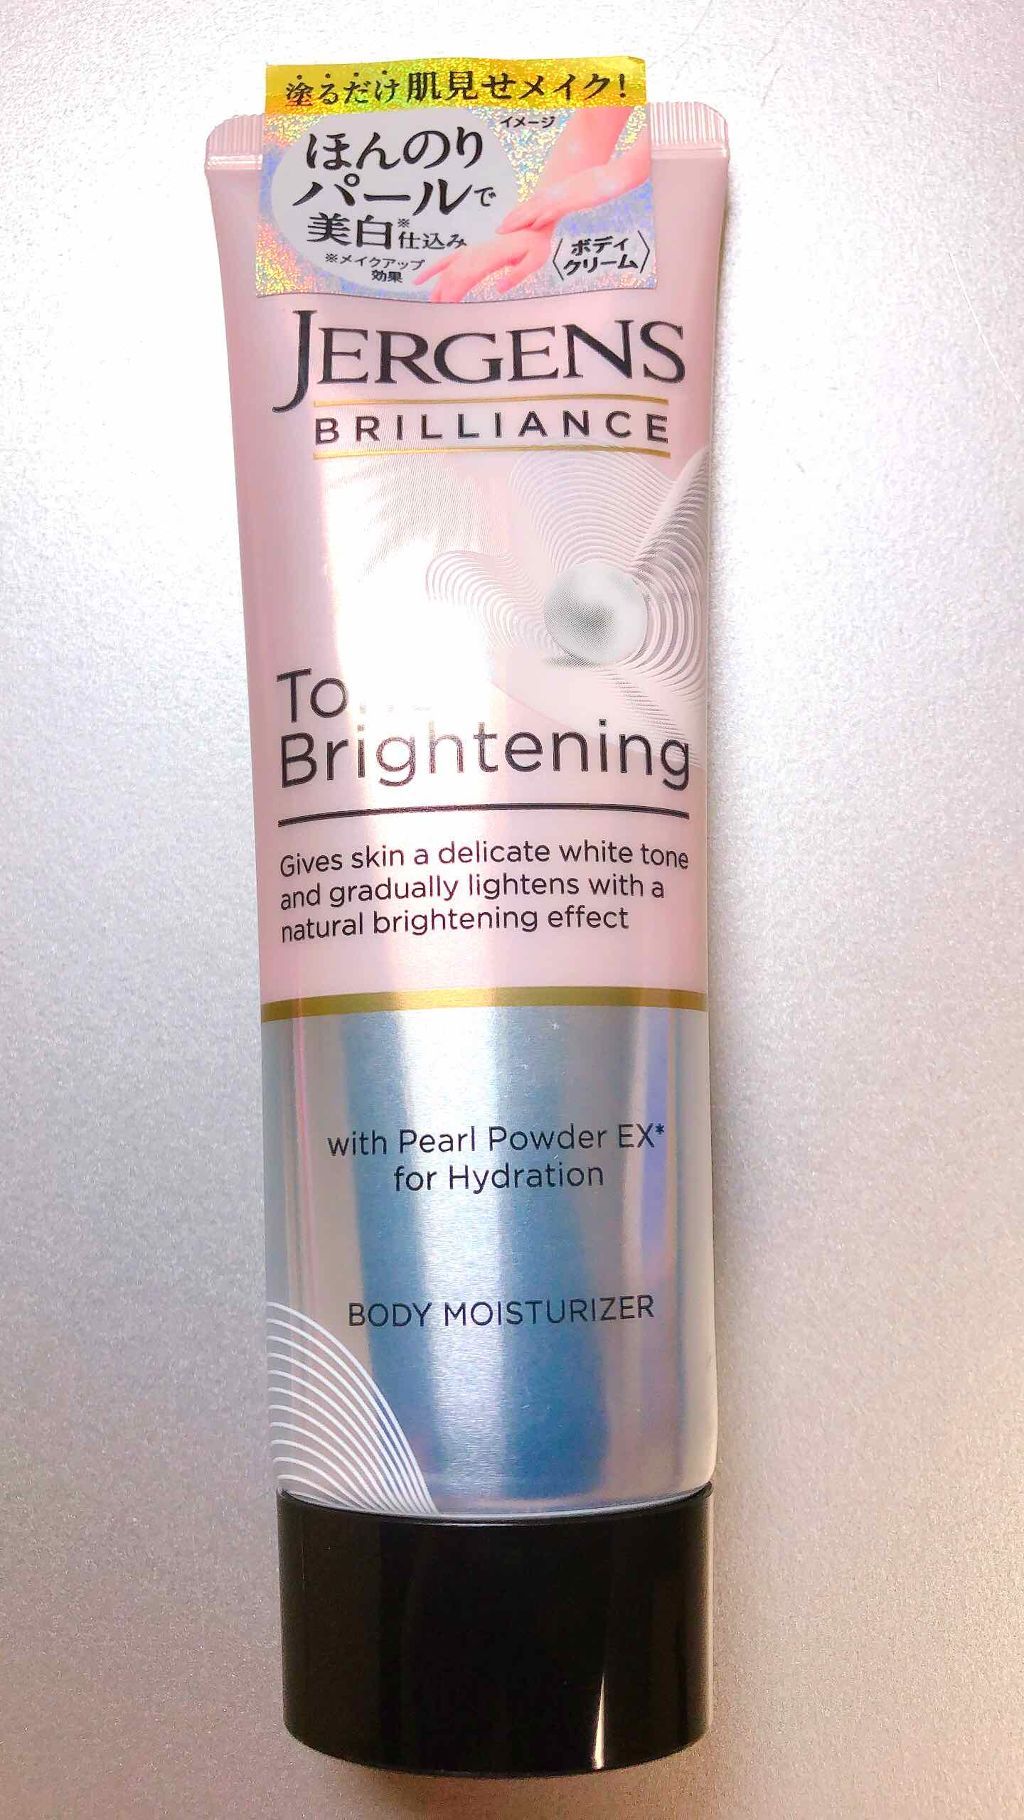 塗るだけ肌見せメイク!
イメージ
ほんのり
パールで
美白※仕込み
※メイクアップ
効果
〈ボディ
クリーム〉
JERGENS
BRILLIANCE
Brightening
Gives skin a delicate white tone
and gradually lightens with a
natural brightening effect
with Pearl Powder EX*
for Hydration
BODY MOISTURIZER